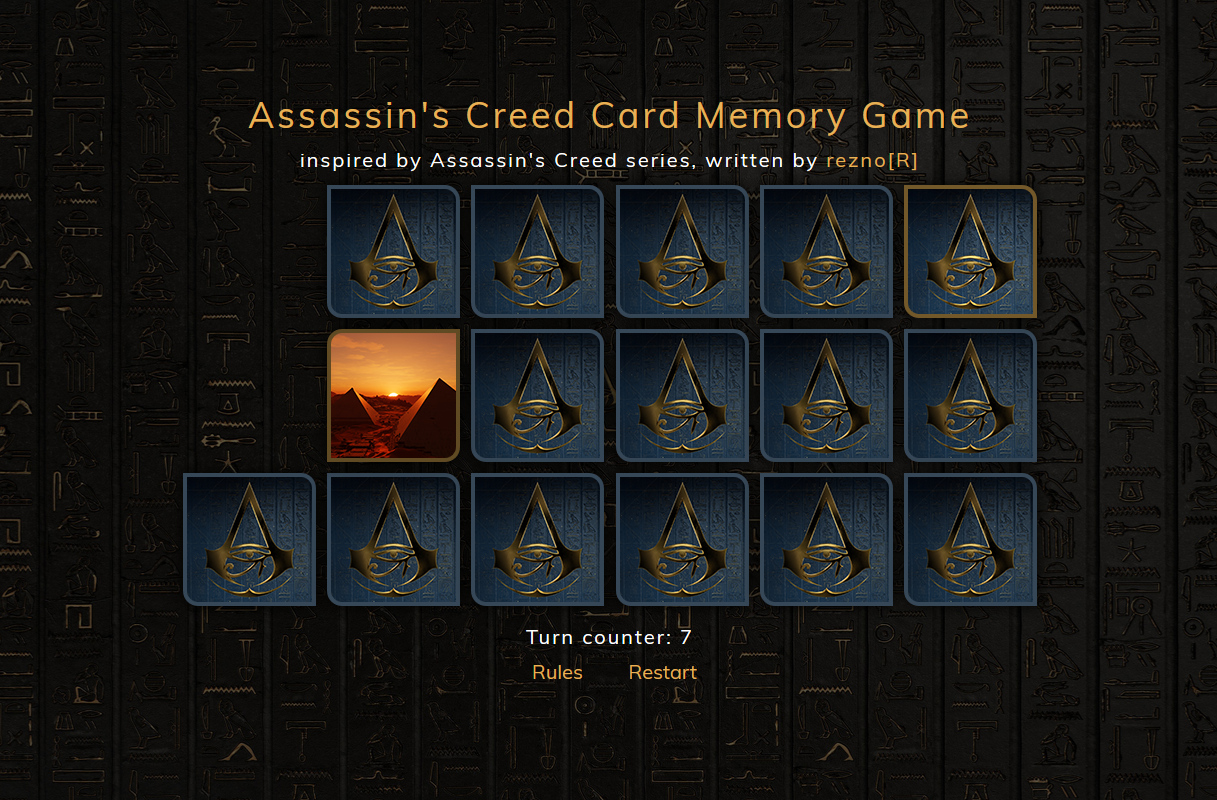 Assassin's Creed Card Memory Game
inspired by Assassin's Creed series, written by rezno[R]
Turn counter: 7
Rules Restart